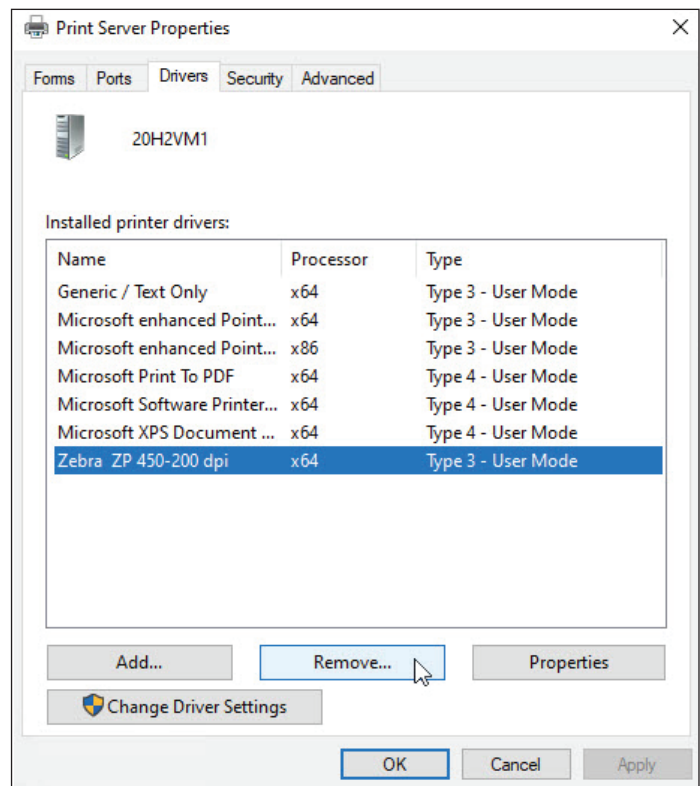 Print Server Properties
Forms Ports Drivers Security Advanced
20H2VM1
Installed printer drivers:
Name Processor Type
Generic / Text Only x64 Type 3 - User Mode
Microsoft enhanced Point... x64 Type 3 - User Mode
Microsoft enhanced Point... x86 Type 3 - User Mode
Microsoft Print To PDF x64 Type 4 - User Mode
Microsoft Software Printer... x64 Type 4 - User Mode
Microsoft XPS Document ... x64 Type 4 - User Mode
Zebra ZP 450-200 dpi x64 Type 3 - User Mode
Add... Remove... Properties
Change Driver Settings
OK Cancel Apply